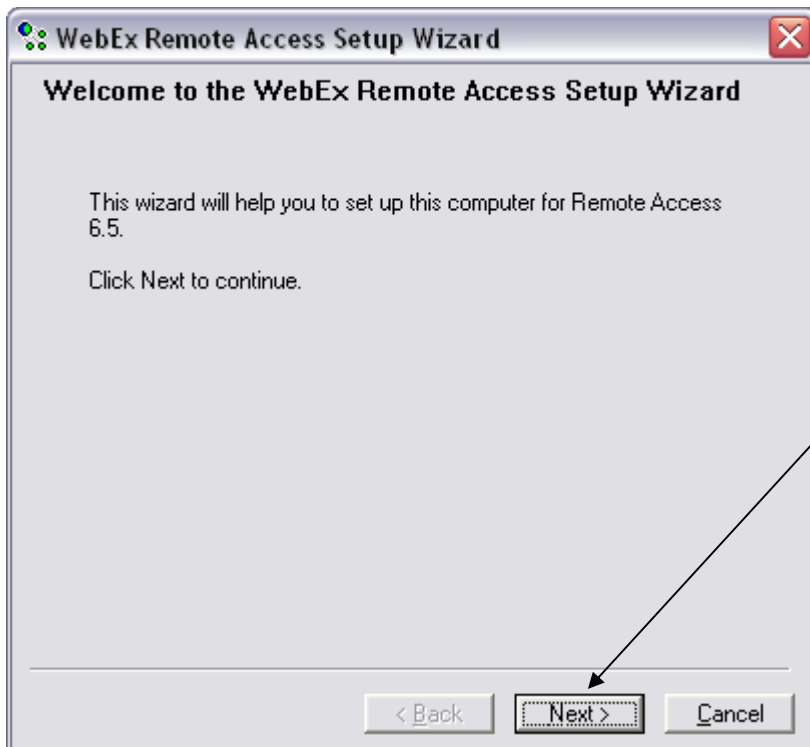 WebEx Remote Access Setup Wizard
Welcome to the WebEx Remote Access Setup Wizard
This wizard will help you to set up this computer for Remote Access
6.5.
Click Next to continue.
< Back Next > Cancel